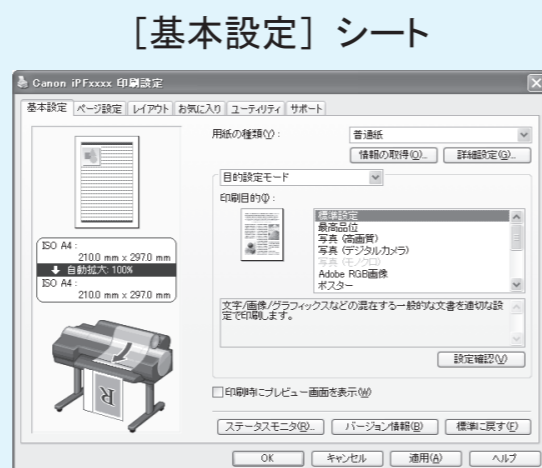 ［基本設定］シート
Canon iPFxxxx 印刷設定
基本設定 ページ設定 レイアウト お気に入り ユーティリティ サポート
用紙の種類(Y)： 普通紙
情報の取得(Q)... 詳細設定(G)...
目的設定モード
印刷目的(I)：
標準設定
最高品位
写真 (高画質)
写真 (デジタルカメラ)
写真 (モノクロ)
Adobe RGB画像
ポスター
ISO A4 :
210.0 mm x 297.0 mm
自動拡大: 100%
ISO A4 :
210.0 mm x 297.0 mm
文字/画像/グラフィックスなどの混在する一般的な文書を適切な設
定で印刷します。
設定確認(V)
印刷時にプレビュー画面を表示(W)
ステータスモニタ(R)... バージョン情報(B) 標準に戻す(F)
OK キャンセル 適用(A) ヘルプ